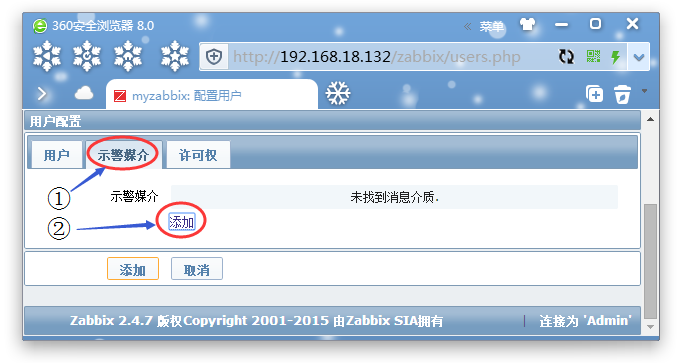 360安全浏览器 8.0
« 菜单
http://192.168.18.132/zabbix/users.php
myzabbix: 配置用户
用户配置
用户 示警媒介 许可权
① 示警媒介 未找到消息介质.
② 添加
添加 取消
Zabbix 2.4.7 版权Copyright 2001-2015 由Zabbix SIA拥有 | 连接为 'Admin'